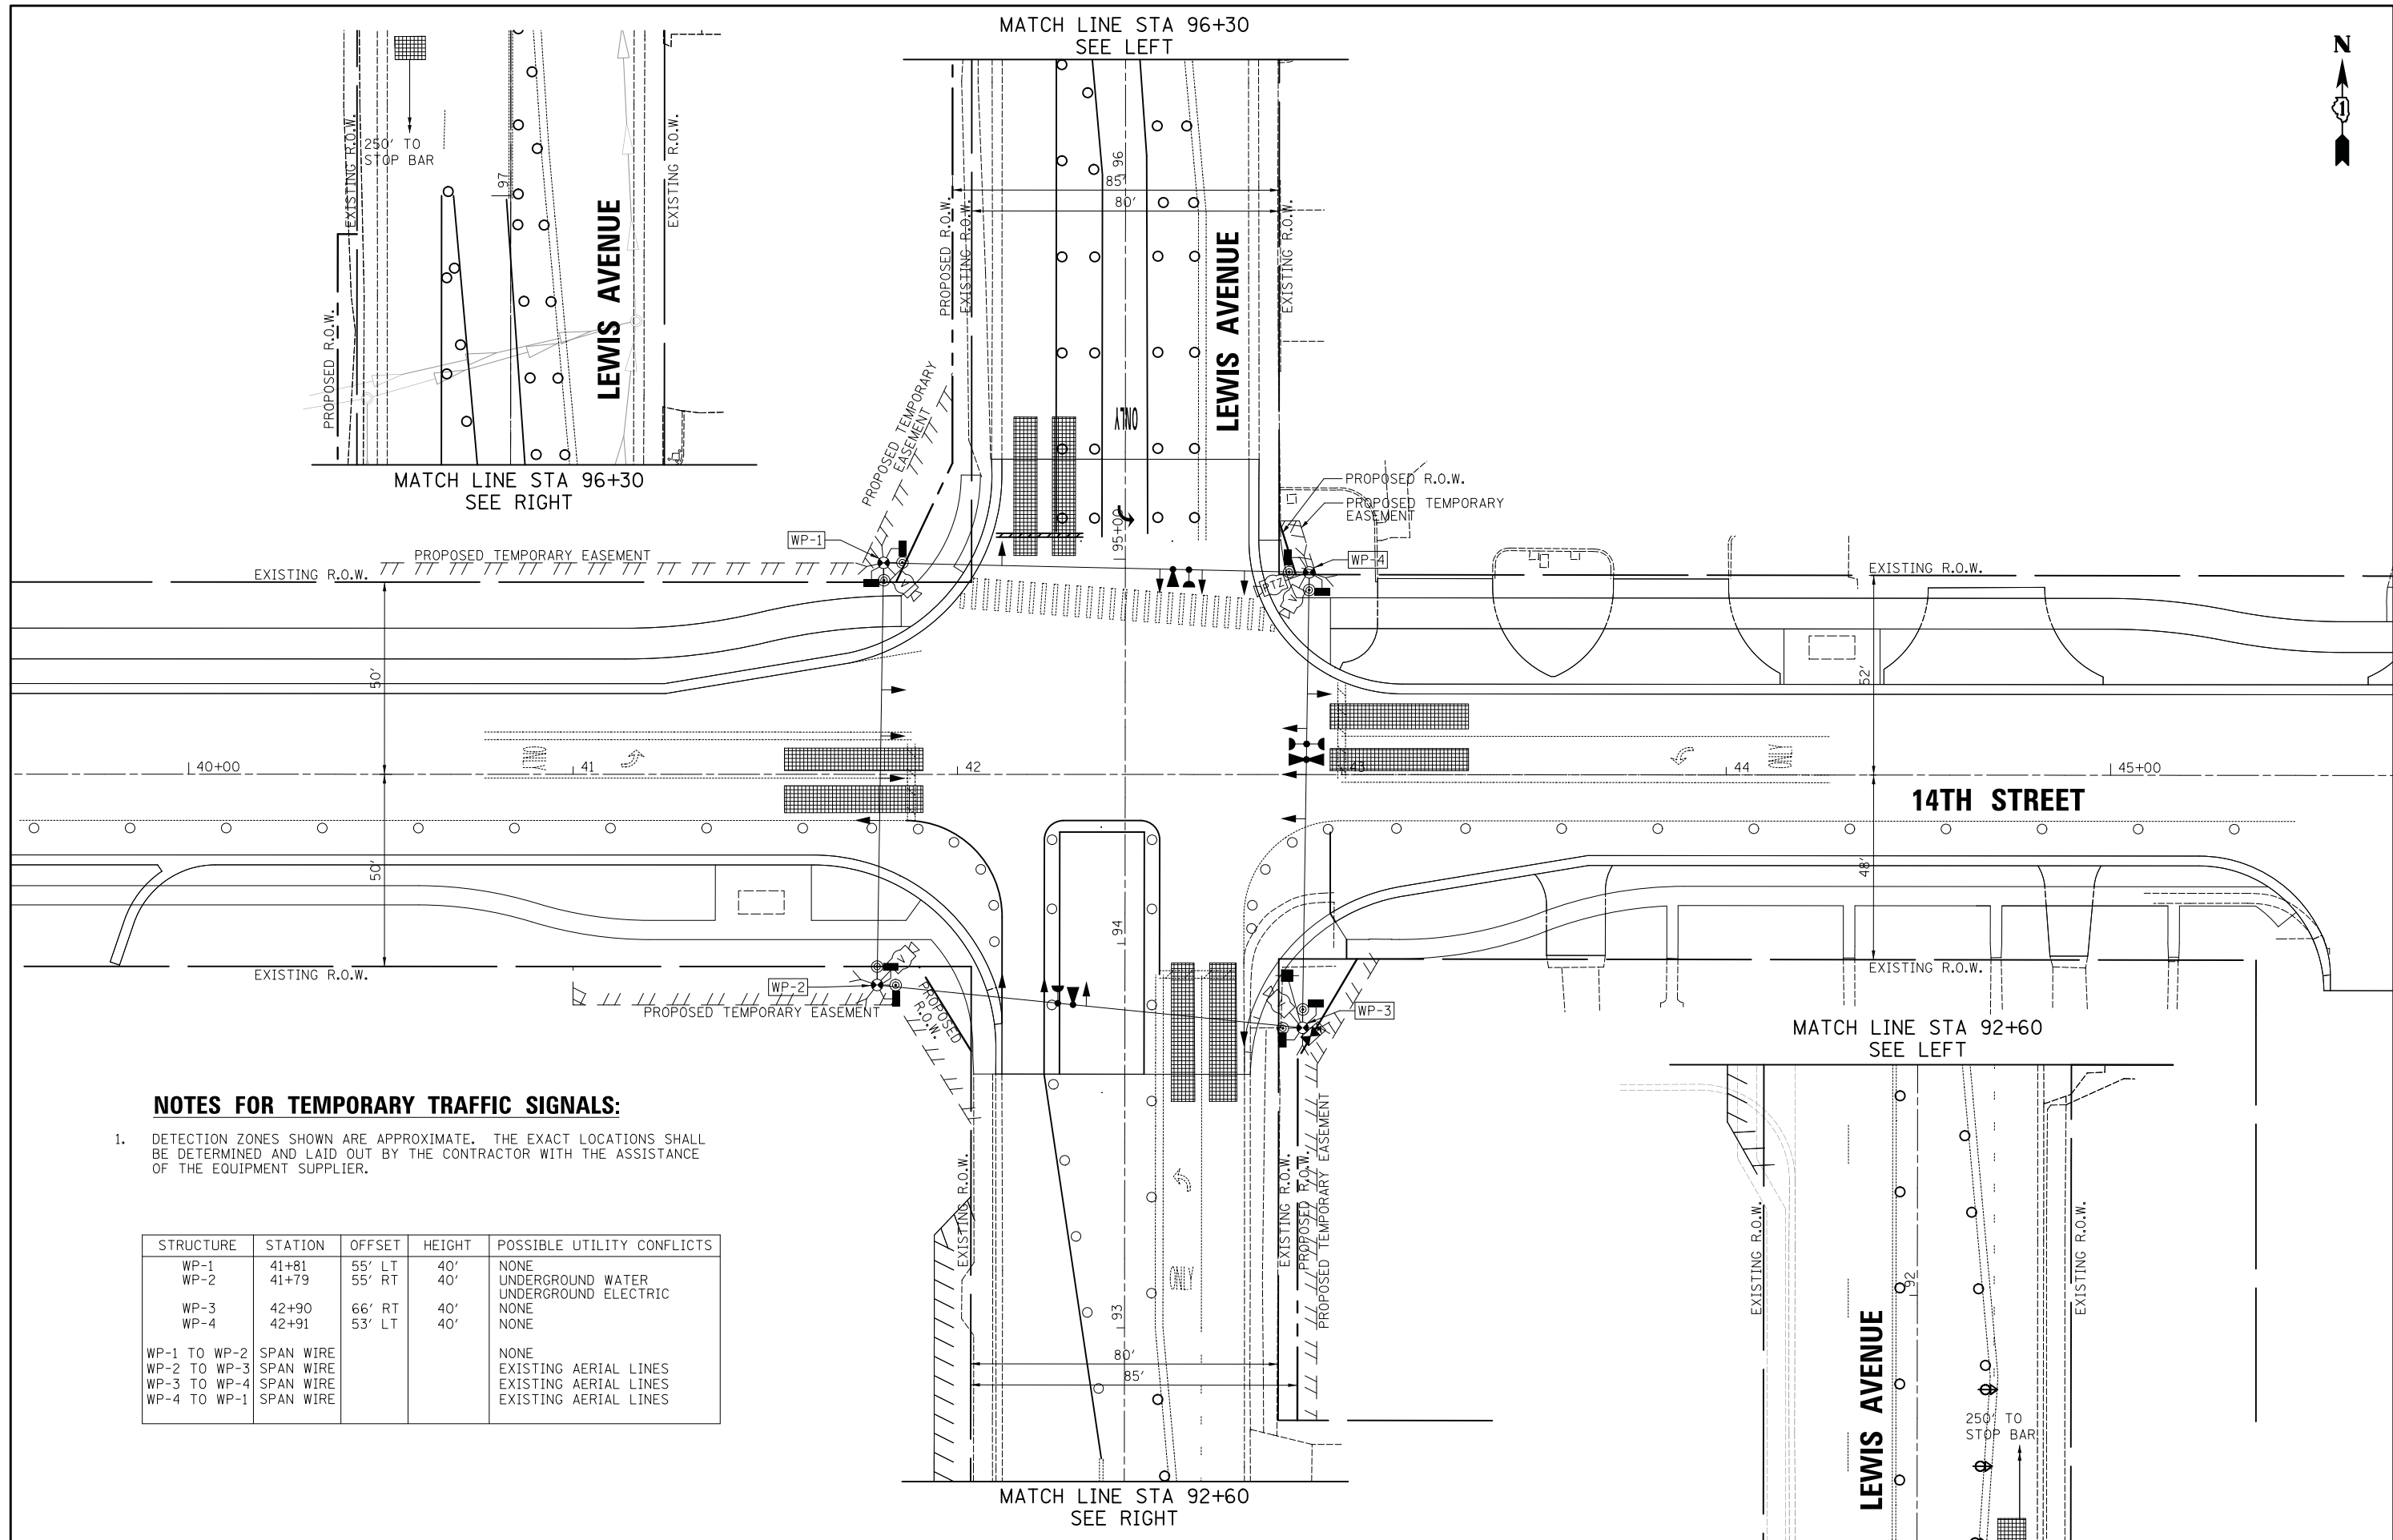 MATCH LINE STA 96+30
SEE LEFT
N
1
250' TO
STOP BAR
EXISTING R.O.W.
EXISTING R.O.W.
97
LEWIS AVENUE
PROPOSED R.O.W.
MATCH LINE STA 96+30
SEE RIGHT
96
85'
80'
PROPOSED R.O.W.
EXISTING R.O.W.
EXISTING R.O.W.
LEWIS AVENUE
PROPOSED TEMPORARY
EASEMENT
ONLY
95+00
PROPOSED R.O.W.
PROPOSED TEMPORARY
EASEMENT
WP-1
WP-4
PTZ
V
V
PROPOSED TEMPORARY EASEMENT
EXISTING R.O.W.
EXISTING R.O.W.
50'
52'
ONLY
ONLY
40+00
41
42
43
44
45+00
14TH STREET
50'
48'
94
EXISTING R.O.W.
EXISTING R.O.W.
V
WP-2
PROPOSED TEMPORARY EASEMENT
PROPOSED
R.O.W.
V
WP-3
MATCH LINE STA 92+60
SEE LEFT
NOTES FOR TEMPORARY TRAFFIC SIGNALS:
1. DETECTION ZONES SHOWN ARE APPROXIMATE. THE EXACT LOCATIONS SHALL
BE DETERMINED AND LAID OUT BY THE CONTRACTOR WITH THE ASSISTANCE
OF THE EQUIPMENT SUPPLIER.
EXISTING R.O.W.
EXISTING R.O.W.
PROPOSED R.O.W.
PROPOSED TEMPORARY EASEMENT
ONLY
93
80'
85'
STRUCTURE STATION OFFSET HEIGHT POSSIBLE UTILITY CONFLICTS
WP-1 41+81 55' LT 40' NONE
WP-2 41+79 55' RT 40' UNDERGROUND WATER
UNDERGROUND ELECTRIC
WP-3 42+90 66' RT 40' NONE
WP-4 42+91 53' LT 40' NONE
WP-1 TO WP-2 SPAN WIRE NONE
WP-2 TO WP-3 SPAN WIRE EXISTING AERIAL LINES
WP-3 TO WP-4 SPAN WIRE EXISTING AERIAL LINES
WP-4 TO WP-1 SPAN WIRE EXISTING AERIAL LINES
MATCH LINE STA 92+60
SEE RIGHT
EXISTING R.O.W.
92
EXISTING R.O.W.
LEWIS AVENUE
250' TO
STOP BAR